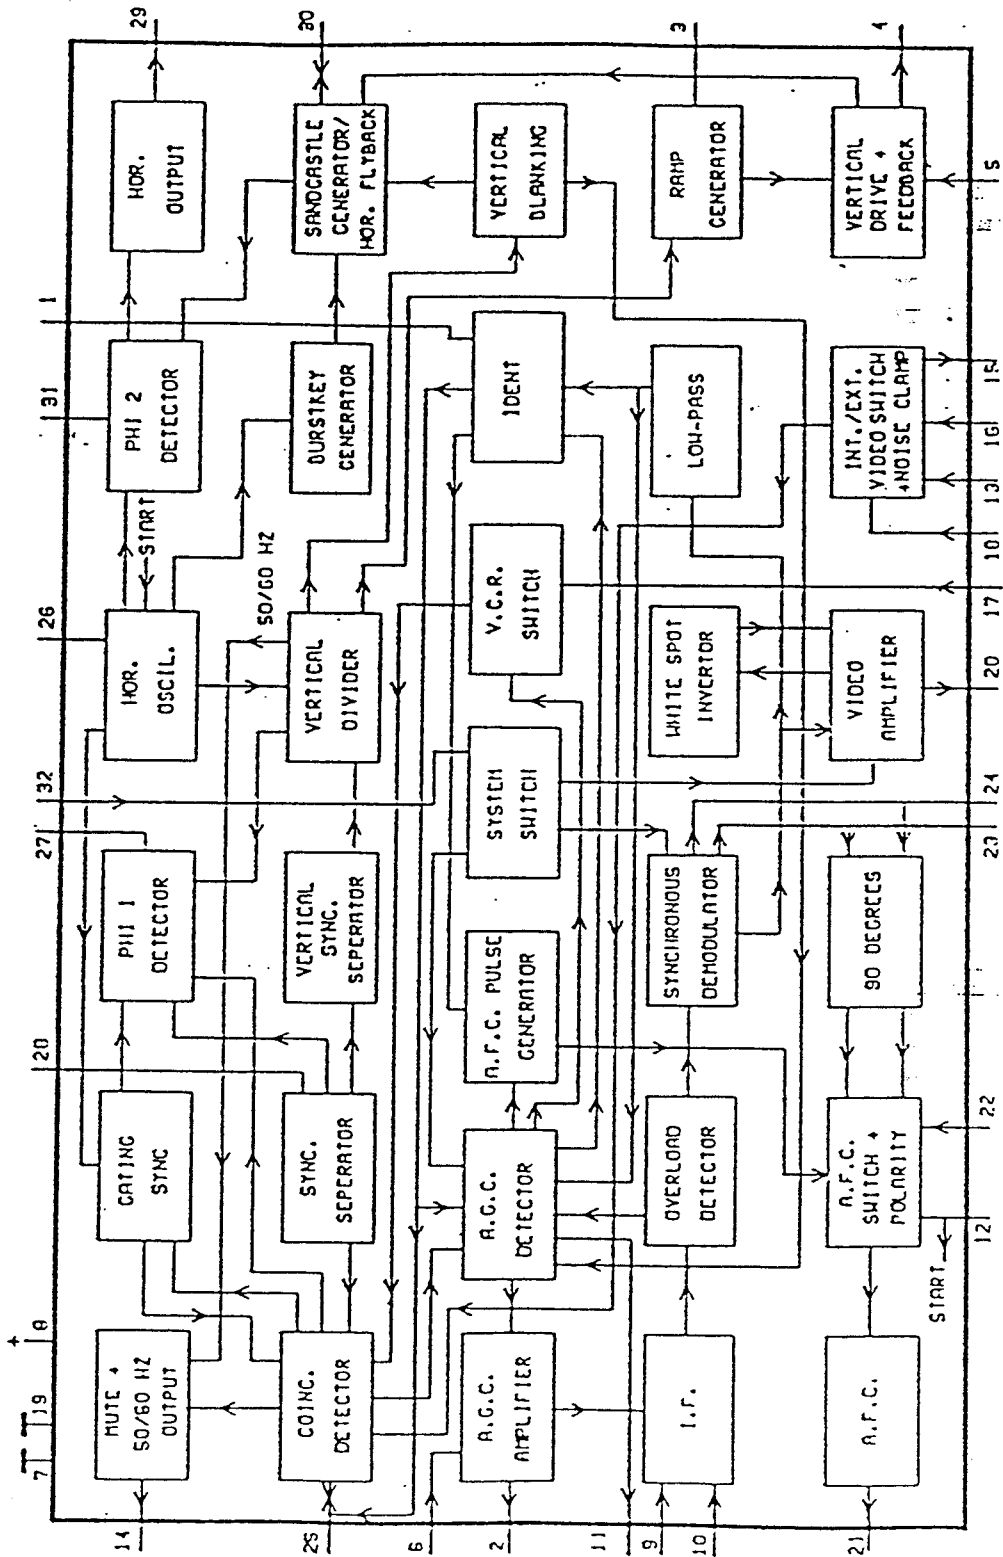 7
19
+
8
27
32
26
31
1
14
MUTE +
50/60 HZ
OUTPUT
GATING
SYNC
PHI 1
DETECTOR
HOR.
OSCIL.
START
PHI 2
DETECTOR
HOR.
OUTPUT
29
25
COINC.
DETECTOR
SYNC.
SEPERATOR
VERTICAL
SYNC.
SEPERATOR
VERTICAL
DIVIDER
50/60 HZ
BURSTKEY
GENERATOR
SANDCASTLE
GENERATOR/
HOR. FLYBACK
30
6
2
11
A.G.C.
AMPLIFIER
A.G.C.
DETECTOR
A.F.C. PULSE
GENERATOR
SYSTEM
SWITCH
V.C.R.
SWITCH
IDENT
VERTICAL
BLANKING
9
10
I.F.
OVERLOAD
DETECTOR
SYNCHRONOUS
DEMODULATOR
WHITE SPOT
INVERTOR
LOW-PASS
RAMP
GENERATOR
3
21
A.F.C.
A.F.C.
SWITCH +
POLARITY
START
90 DEGREES
VIDEO
AMPLIFIER
INT./EXT.
VIDEO SWITCH
+NOISE CLAMP
VERTICAL
DRIVE +
FEEDBACK
4
12
22
23
24
20
17
13
16
15
5